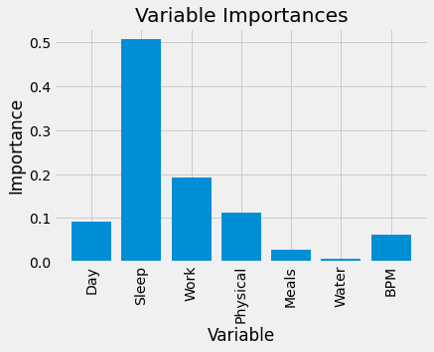 Variable Importances
Importance
0.5
0.4
0.3
0.2
0.1
0.0
Day
Sleep
Work
Physical
Meals
Water
BPM
Variable